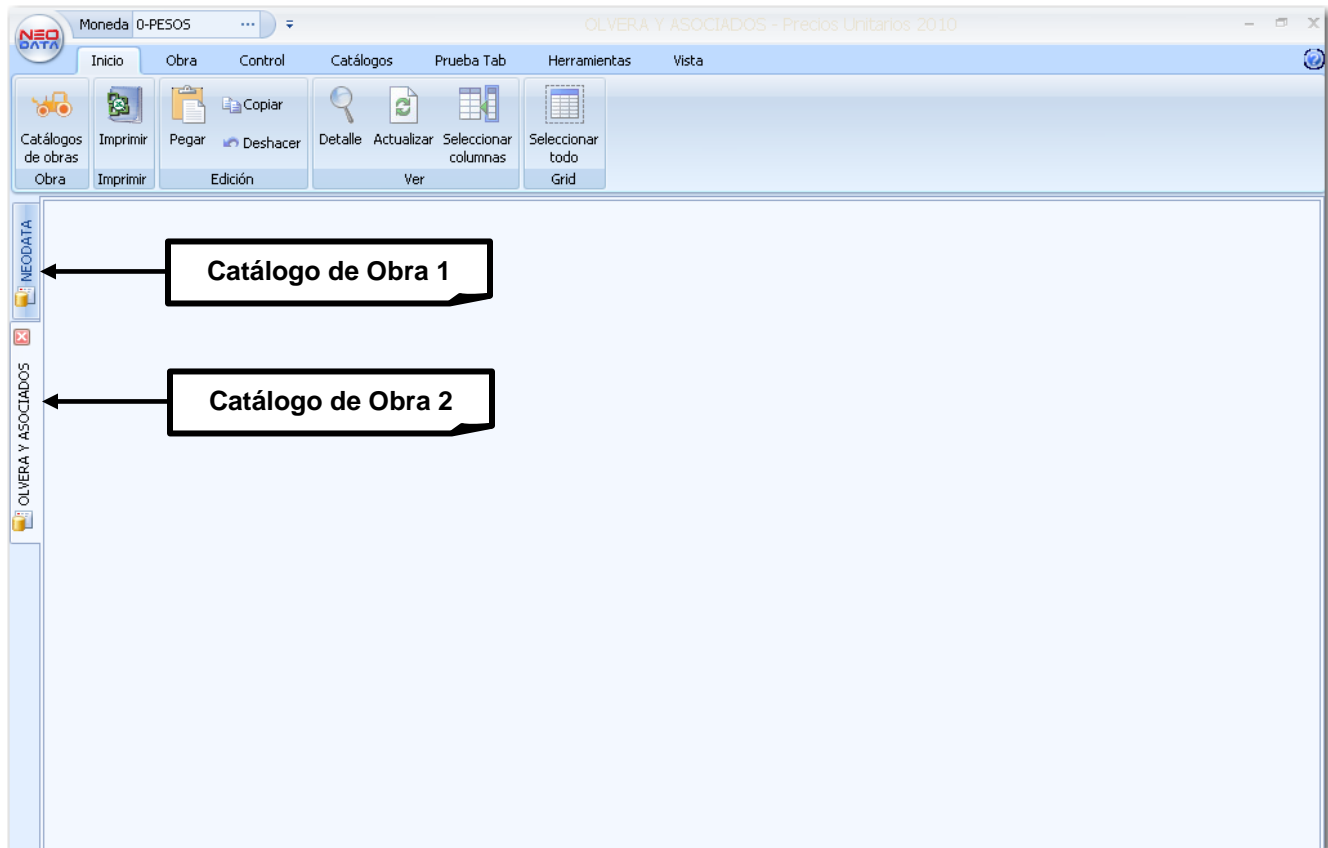 Moneda 0-PESOS ...
OLVERA Y ASOCIADOS - Precios Unitarios 2010
NEO
DATA
Inicio Obra Control Catálogos Prueba Tab Herramientas Vista
Catálogos
de obras
Imprimir
Pegar
Copiar
Deshacer
Detalle
Actualizar
Seleccionar
columnas
Seleccionar
todo
Obra Imprimir Edición Ver Grid
NEODATA
Catálogo de Obra 1
OLVERA Y ASOCIADOS
Catálogo de Obra 2